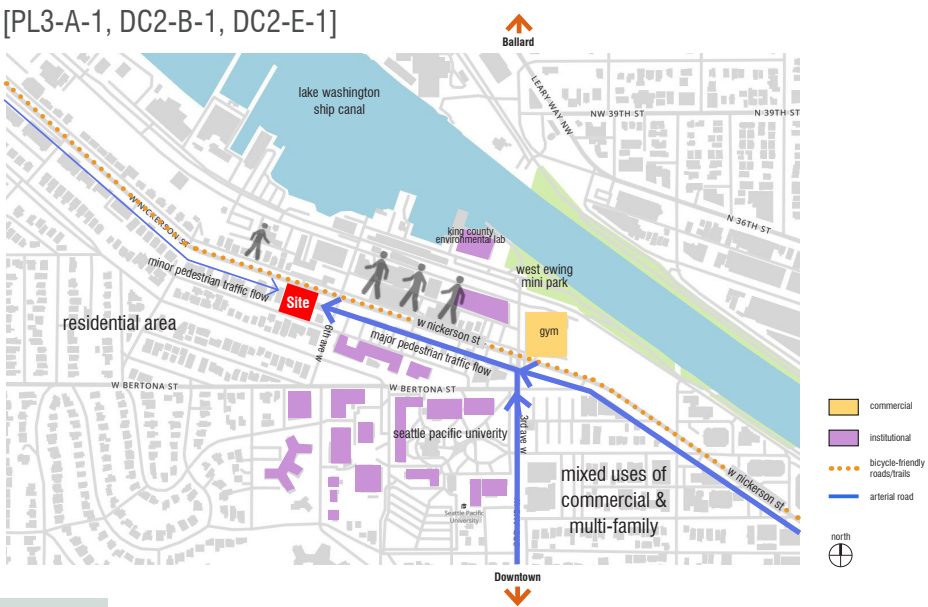 [PL3-A-1, DC2-B-1, DC2-E-1]
Ballard
lake washington
ship canal
LEARY WAY NW
NW 39TH ST
N 39TH ST
N 36TH ST
W NICKERSON ST
king county
environmental lab
west ewing
mini park
minor pedestrian traffic flow
Site
residential area
6th ave w
w nickerson st
major pedestrian traffic flow
gym
W BERTONA ST
W BERTONA ST
3rd ave w
seattle pacific univerity
mixed uses of
commercial &
multi-family
w nickerson st
Seattle Pacific
University
Downtown
commercial
institutional
bicycle-friendly
roads/trails
arterial road
north